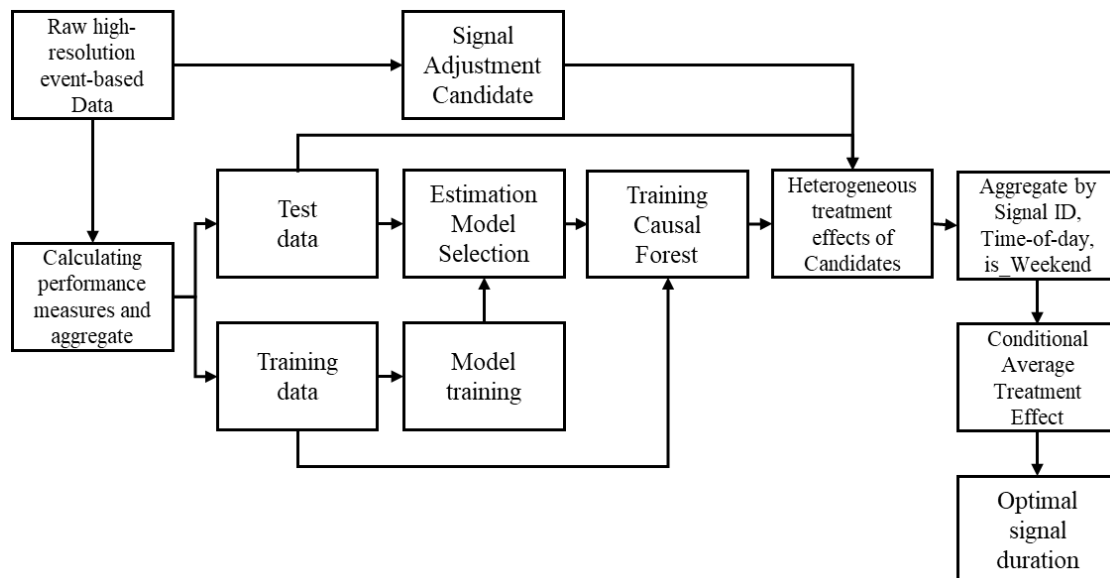 Raw high-
resolution
event-based
Data
Signal
Adjustment
Candidate
Test
data
Estimation
Model
Selection
Training
Causal
Forest
Heterogeneous
treatment
effects of
Candidates
Aggregate by
Signal ID,
Time-of-day,
is_Weekend
Calculating
performance
measures and
aggregate
Training
data
Model
training
Conditional
Average
Treatment
Effect
Optimal
signal
duration